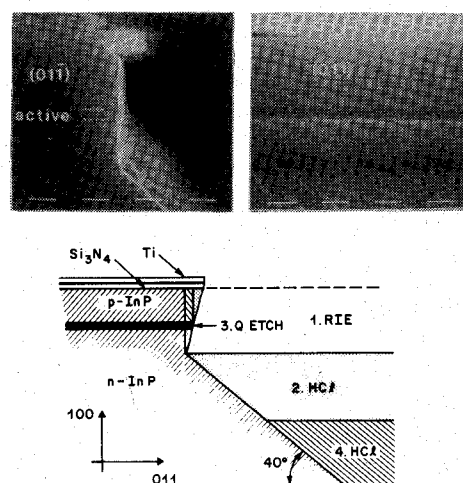 (011̄)
active
Si₃N₄
Ti
p-InP
3.Q ETCH
1.RIE
n-InP
2.HCℓ
100
4.HCℓ
40°
011